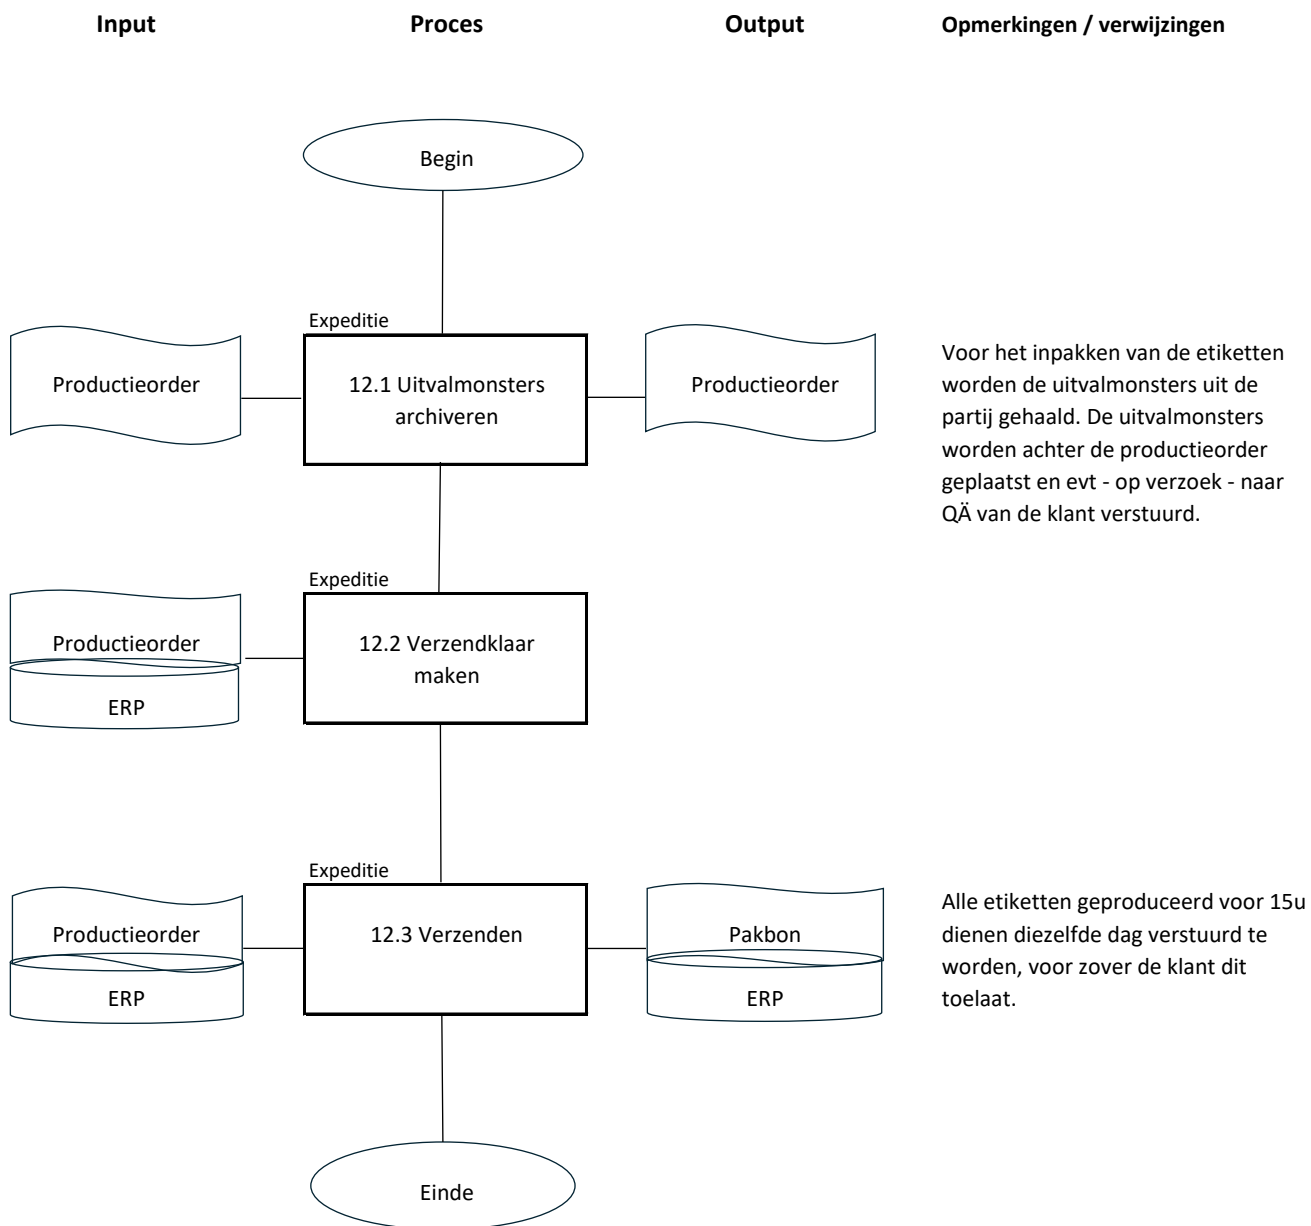 Input
Proces
Output
Opmerkingen / verwijzingen
Begin
Expeditie
Productieorder
12.1 Uitvalmonsters
archiveren
Productieorder
Voor het inpakken van de etiketten
worden de uitvalmonsters uit de
partij gehaald. De uitvalmonsters
worden achter de productieorder
geplaatst en evt - op verzoek - naar
QÄ van de klant verstuurd.
Expeditie
Productieorder
ERP
12.2 Verzendklaar
maken
Expeditie
Productieorder
ERP
12.3 Verzenden
Pakbon
ERP
Alle etiketten geproduceerd voor 15u
dienen diezelfde dag verstuurd te
worden, voor zover de klant dit
toelaat.
Einde